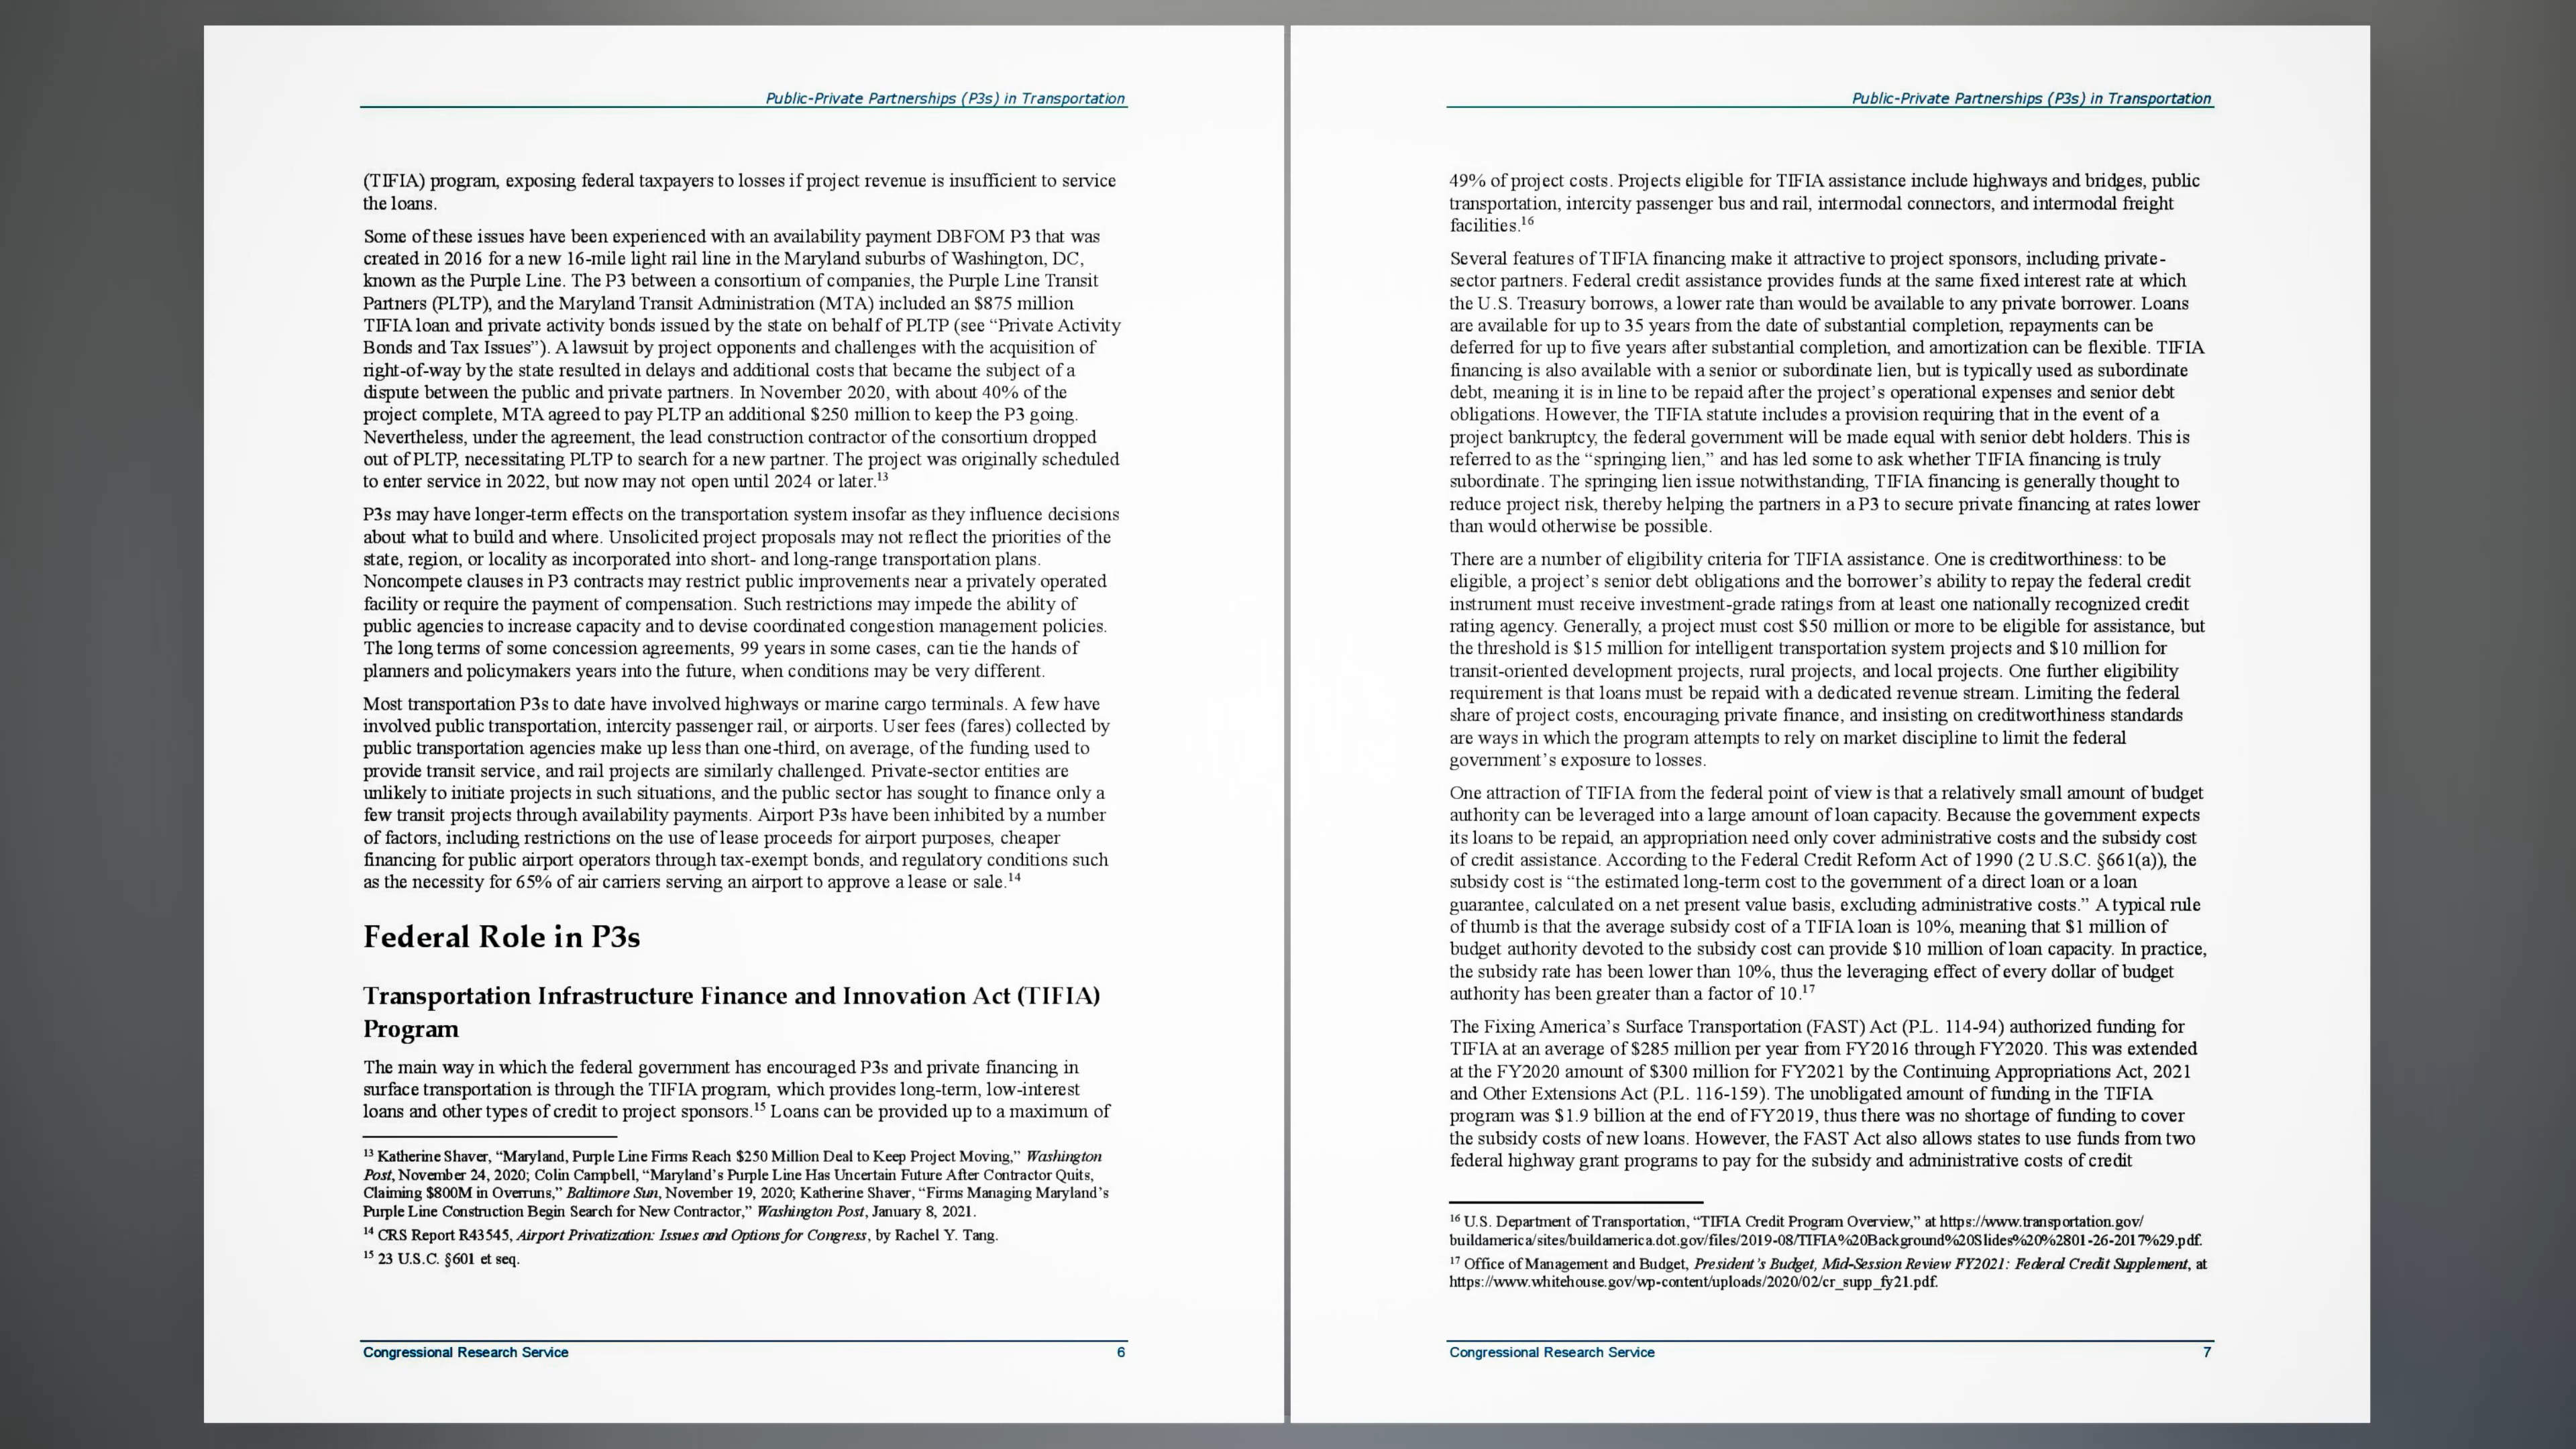 Public-Private Partnerships (P3s) in Transportation
(TIFIA) program, exposing federal taxpayers to losses if project revenue is insufficient to service
the loans.
Some of these issues have been experienced with an availability payment DBFOM P3 that was
created in 2016 for a new 16-mile light rail line in the Maryland suburbs of Washington, DC,
known as the Purple Line. The P3 between a consortium of companies, the Purple Line Transit
Partners (PLTP), and the Maryland Transit Administration (MTA) included an $875 million
TIFIA loan and private activity bonds issued by the state on behalf of PLTP (see “Private Activity
Bonds and Tax Issues”). A lawsuit by project opponents and challenges with the acquisition of
right-of-way by the state resulted in delays and additional costs that became the subject of a
dispute between the public and private partners. In November 2020, with about 40% of the
project complete, MTA agreed to pay PLTP an additional $250 million to keep the P3 going.
Nevertheless, under the agreement, the lead construction contractor of the consortium dropped
out of PLTP, necessitating PLTP to search for a new partner. The project was originally scheduled
to enter service in 2022, but now may not open until 2024 or later.13
P3s may have longer-term effects on the transportation system insofar as they influence decisions
about what to build and where. Unsolicited project proposals may not reflect the priorities of the
state, region, or locality as incorporated into short- and long-range transportation plans.
Noncompete clauses in P3 contracts may restrict public improvements near a privately operated
facility or require the payment of compensation. Such restrictions may impede the ability of
public agencies to increase capacity and to devise coordinated congestion management policies.
The long terms of some concession agreements, 99 years in some cases, can tie the hands of
planners and policymakers years into the future, when conditions may be very different.
Most transportation P3s to date have involved highways or marine cargo terminals. A few have
involved public transportation, intercity passenger rail, or airports. User fees (fares) collected by
public transportation agencies make up less than one-third, on average, of the funding used to
provide transit service, and rail projects are similarly challenged. Private-sector entities are
unlikely to initiate projects in such situations, and the public sector has sought to finance only a
few transit projects through availability payments. Airport P3s have been inhibited by a number
of factors, including restrictions on the use of lease proceeds for airport purposes, cheaper
financing for public airport operators through tax-exempt bonds, and regulatory conditions such
as the necessity for 65% of air carriers serving an airport to approve a lease or sale.14
Federal Role in P3s
Transportation Infrastructure Finance and Innovation Act (TIFIA)
Program
The main way in which the federal government has encouraged P3s and private financing in
surface transportation is through the TIFIA program, which provides long-term, low-interest
loans and other types of credit to project sponsors.15 Loans can be provided up to a maximum of
13 Katherine Shaver, “Maryland, Purple Line Firms Reach $250 Million Deal to Keep Project Moving,” Washington
Post, November 24, 2020; Colin Campbell, “Maryland’s Purple Line Has Uncertain Future After Contractor Quits,
Claiming $800M in Overruns,” Baltimore Sun, November 19, 2020; Katherine Shaver, “Firms Managing Maryland’s
Purple Line Construction Begin Search for New Contractor,” Washington Post, January 8, 2021.
14 CRS Report R43545, Airport Privatization: Issues and Options for Congress, by Rachel Y. Tang.
15 23 U.S.C. §601 et seq.
Congressional Research Service 6
Public-Private Partnerships (P3s) in Transportation
49% of project costs. Projects eligible for TIFIA assistance include highways and bridges, public
transportation, intercity passenger bus and rail, intermodal connectors, and intermodal freight
facilities.16
Several features of TIFIA financing make it attractive to project sponsors, including private-
sector partners. Federal credit assistance provides funds at the same fixed interest rate at which
the U.S. Treasury borrows, a lower rate than would be available to any private borrower. Loans
are available for up to 35 years from the date of substantial completion, repayments can be
deferred for up to five years after substantial completion, and amortization can be flexible. TIFIA
financing is also available with a senior or subordinate lien, but is typically used as subordinate
debt, meaning it is in line to be repaid after the project’s operational expenses and senior debt
obligations. However, the TIFIA statute includes a provision requiring that in the event of a
project bankruptcy, the federal government will be made equal with senior debt holders. This is
referred to as the “springing lien,” and has led some to ask whether TIFIA financing is truly
subordinate. The springing lien issue notwithstanding, TIFIA financing is generally thought to
reduce project risk, thereby helping the partners in a P3 to secure private financing at rates lower
than would otherwise be possible.
There are a number of eligibility criteria for TIFIA assistance. One is creditworthiness: to be
eligible, a project’s senior debt obligations and the borrower’s ability to repay the federal credit
instrument must receive investment-grade ratings from at least one nationally recognized credit
rating agency. Generally, a project must cost $50 million or more to be eligible for assistance, but
the threshold is $15 million for intelligent transportation system projects and $10 million for
transit-oriented development projects, rural projects, and local projects. One further eligibility
requirement is that loans must be repaid with a dedicated revenue stream. Limiting the federal
share of project costs, encouraging private finance, and insisting on creditworthiness standards
are ways in which the program attempts to rely on market discipline to limit the federal
government’s exposure to losses.
One attraction of TIFIA from the federal point of view is that a relatively small amount of budget
authority can be leveraged into a large amount of loan capacity. Because the government expects
its loans to be repaid, an appropriation need only cover administrative costs and the subsidy cost
of credit assistance. According to the Federal Credit Reform Act of 1990 (2 U.S.C. §661(a)), the
subsidy cost is “the estimated long-term cost to the government of a direct loan or a loan
guarantee, calculated on a net present value basis, excluding administrative costs.” A typical rule
of thumb is that the average subsidy cost of a TIFIA loan is 10%, meaning that $1 million of
budget authority devoted to the subsidy cost can provide $10 million of loan capacity. In practice,
the subsidy rate has been lower than 10%, thus the leveraging effect of every dollar of budget
authority has been greater than a factor of 10.17
The Fixing America’s Surface Transportation (FAST) Act (P.L. 114-94) authorized funding for
TIFIA at an average of $285 million per year from FY2016 through FY2020. This was extended
at the FY2020 amount of $300 million for FY2021 by the Continuing Appropriations Act, 2021
and Other Extensions Act (P.L. 116-159). The unobligated amount of funding in the TIFIA
program was $1.9 billion at the end of FY2019, thus there was no shortage of funding to cover
the subsidy costs of new loans. However, the FAST Act also allows states to use funds from two
federal highway grant programs to pay for the subsidy and administrative costs of credit
16 U.S. Department of Transportation, “TIFIA Credit Program Overview,” at https://www.transportation.gov/
buildamerica/sites/buildamerica.dot.gov/files/2019-08/TIFIA%20Background%20Slides%20%2801-26-2017%29.pdf.
17 Office of Management and Budget, President’s Budget, Mid-Session Review FY2021: Federal Credit Supplement, at
https://www.whitehouse.gov/wp-content/uploads/2020/02/cr_supp_fy21.pdf.
Congressional Research Service 7